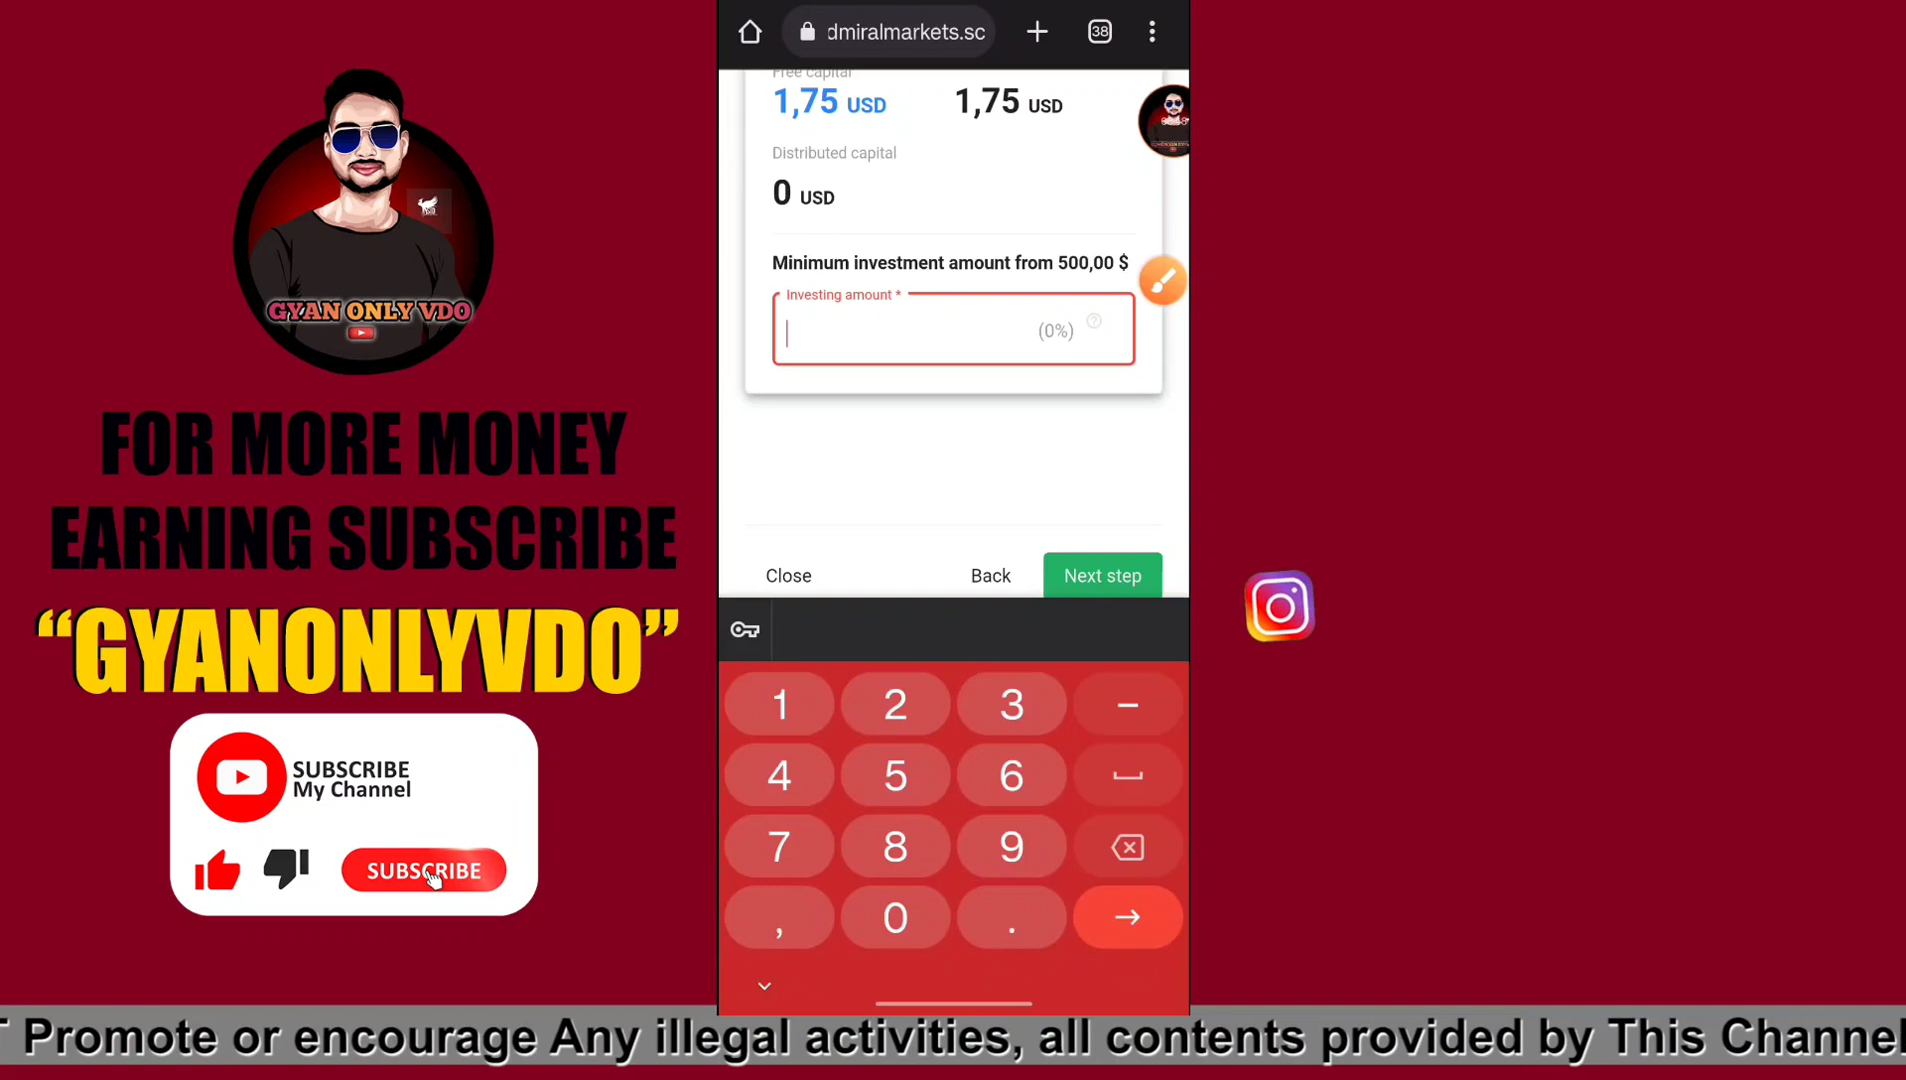 GYAN ONLY VDO
FOR MORE MONEY
EARNING SUBSCRIBE
“GYANONLYVDO”
SUBSCRIBE
My Channel
SUBSCRIBE
dmiralmarkets.sc
38
Free capital
1,75 USD
1,75 USD
Distributed capital
0 USD
Minimum investment amount from 500,00 $
Investing amount *
(0%)
Close
Back
Next step
1 2 3 –
4 5 6
7 8 9
, 0 .
T Promote or encourage Any illegal activities, all contents provided by This Channel